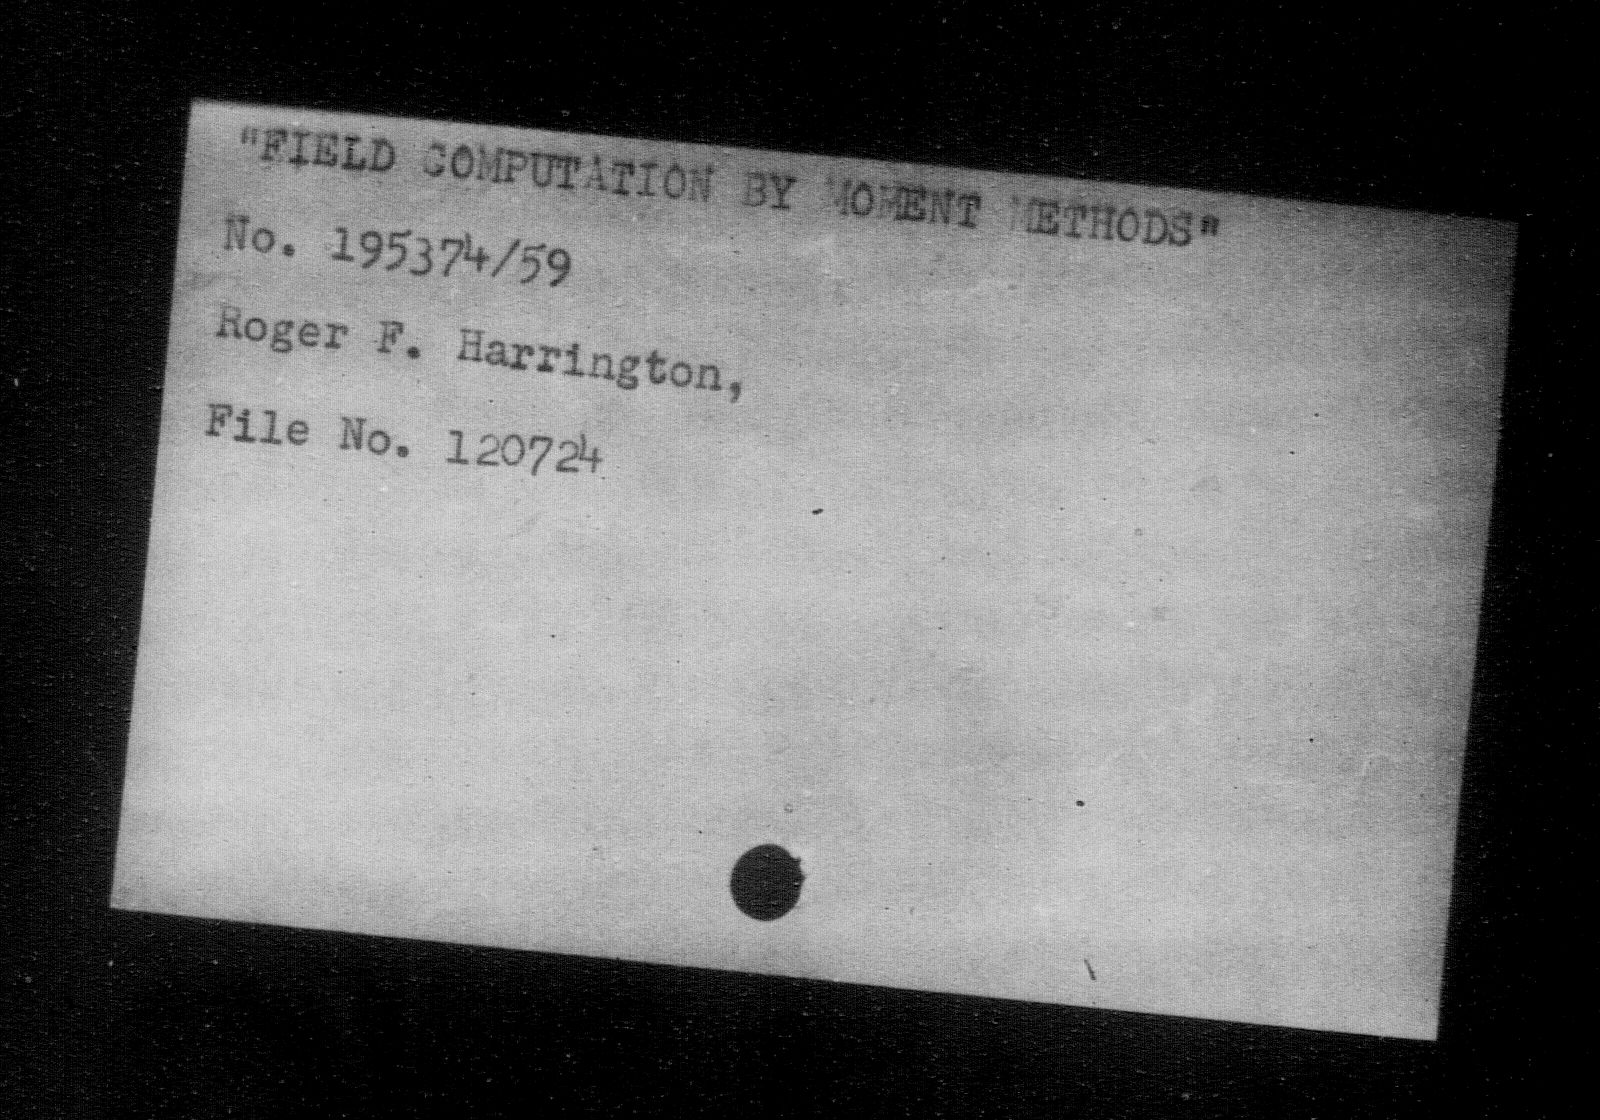 "FIELD COMPUTATION BY MOMENT METHODS"
No. 195374/59
Roger F. Harrington,
File No. 120724